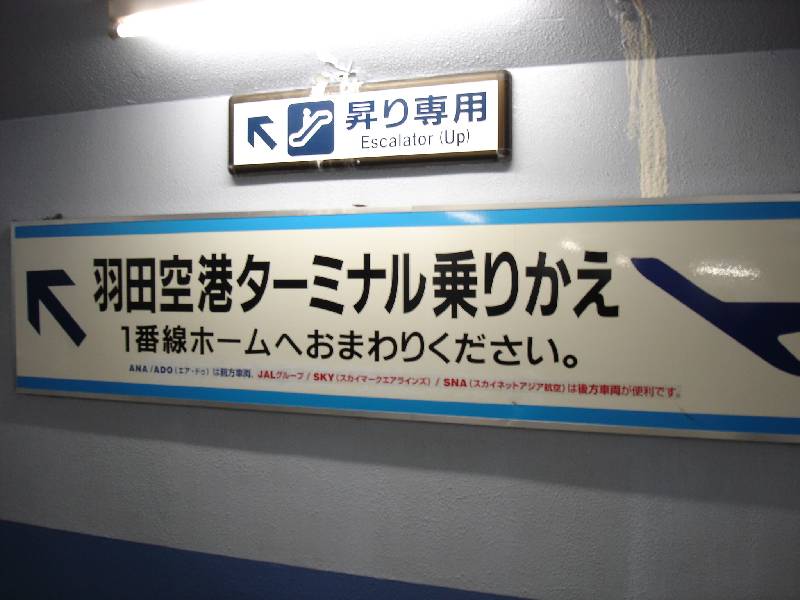 昇り専用
Escalator (Up)
羽田空港ターミナル乗りかえ
1番線ホームへおまわりください。
ANA/ADO(エア・ドゥ)は前方車両、JALグループ/SKY(スカイマークエアラインズ)/SNA(スカイネットアジア航空)は後方車両が便利です。